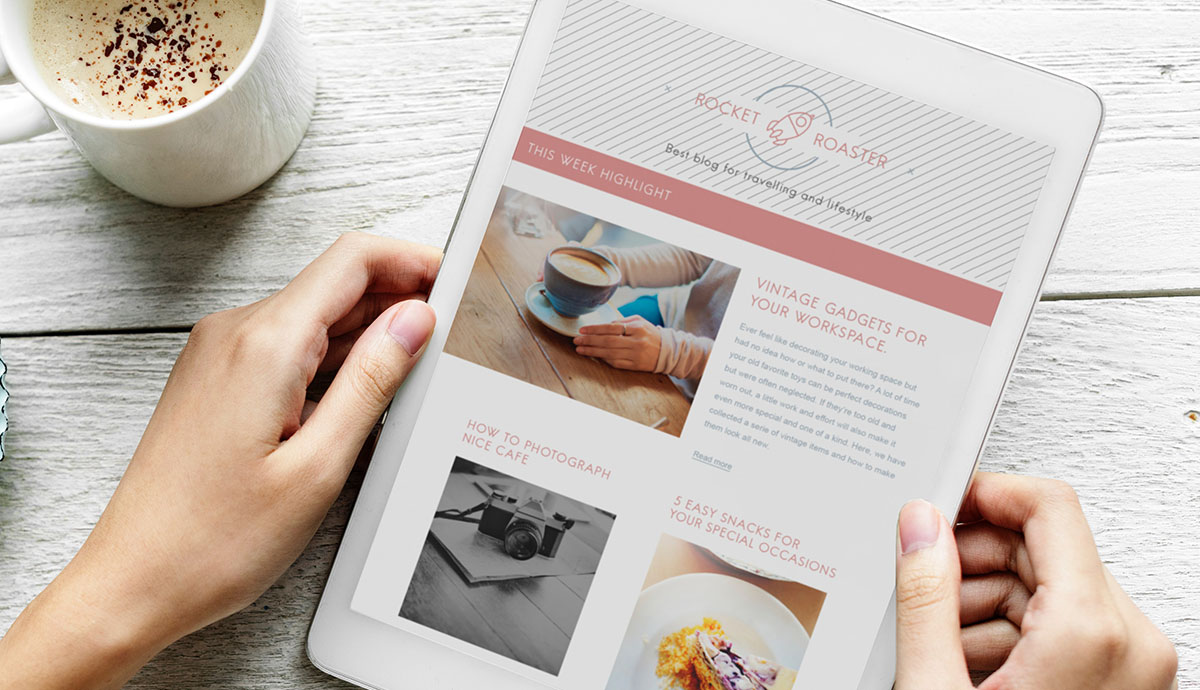 ROCKET ROASTER
Best blog for travelling and lifestyle
THIS WEEK HIGHLIGHT
VINTAGE GADGETS FOR
YOUR WORKSPACE.
Ever feel like decorating your working space but
had no idea how or what to put there? A lot of time
your old favorite toys can be perfect decorations
but were often neglected. If they're too old and
worn out, a little work and effort will also make it
even more special and one of a kind. Here, we have
collected a serie of vintage items and how to make
them look all new.
Read more
HOW TO PHOTOGRAPH
NICE CAFE
5 EASY SNACKS FOR
YOUR SPECIAL OCCASIONS